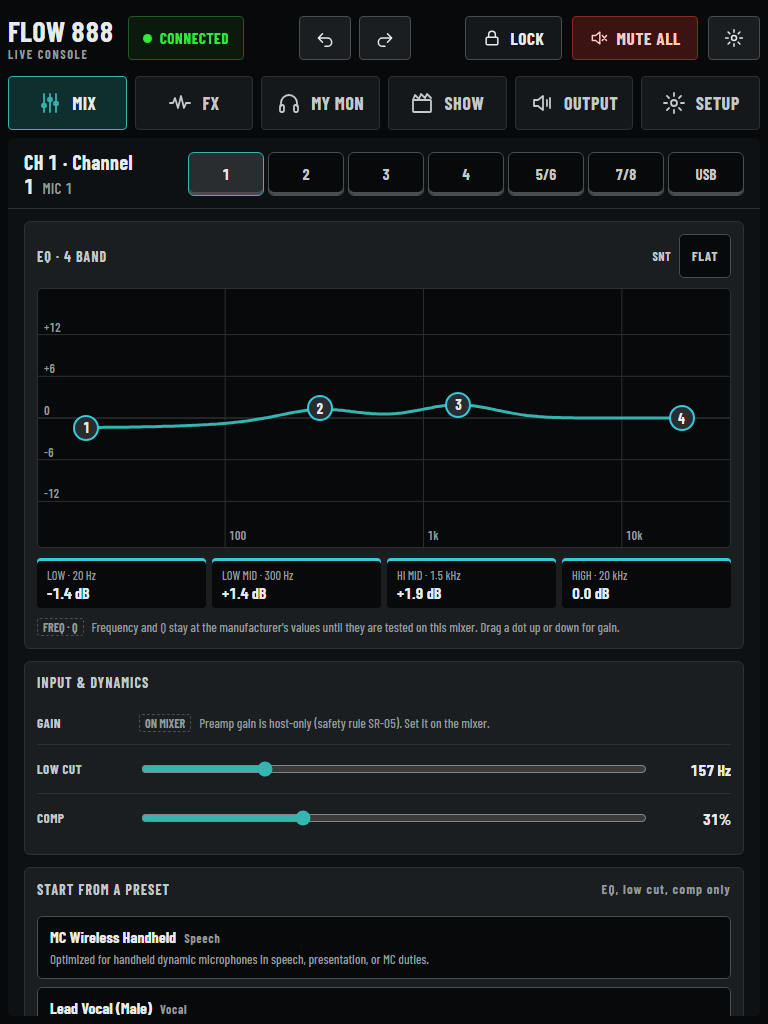 FLOW 888
LIVE CONSOLE
CONNECTED
LOCK
MUTE ALL
MIX
FX
MY MON
SHOW
OUTPUT
SETUP
CH 1 · Channel
1 MIC 1
1
2
3
4
5/6
7/8
USB
EQ · 4 BAND
SNT
FLAT
+12
+6
0
-6
-12
1
2
3
4
100
1k
10k
LOW · 20 Hz
-1.4 dB
LOW MID · 300 Hz
+1.4 dB
HI MID · 1.5 kHz
+1.9 dB
HIGH · 20 kHz
0.0 dB
FREQ · Q Frequency and Q stay at the manufacturer's values until they are tested on this mixer. Drag a dot up or down for gain.
INPUT & DYNAMICS
GAIN ON MIXER Preamp gain is host-only (safety rule SR-05). Set it on the mixer.
LOW CUT 157 Hz
COMP 31%
START FROM A PRESET EQ, low cut, comp only
MC Wireless Handheld Speech
Optimized for handheld dynamic microphones in speech, presentation, or MC duties.
Lead Vocal (Male) Vocal